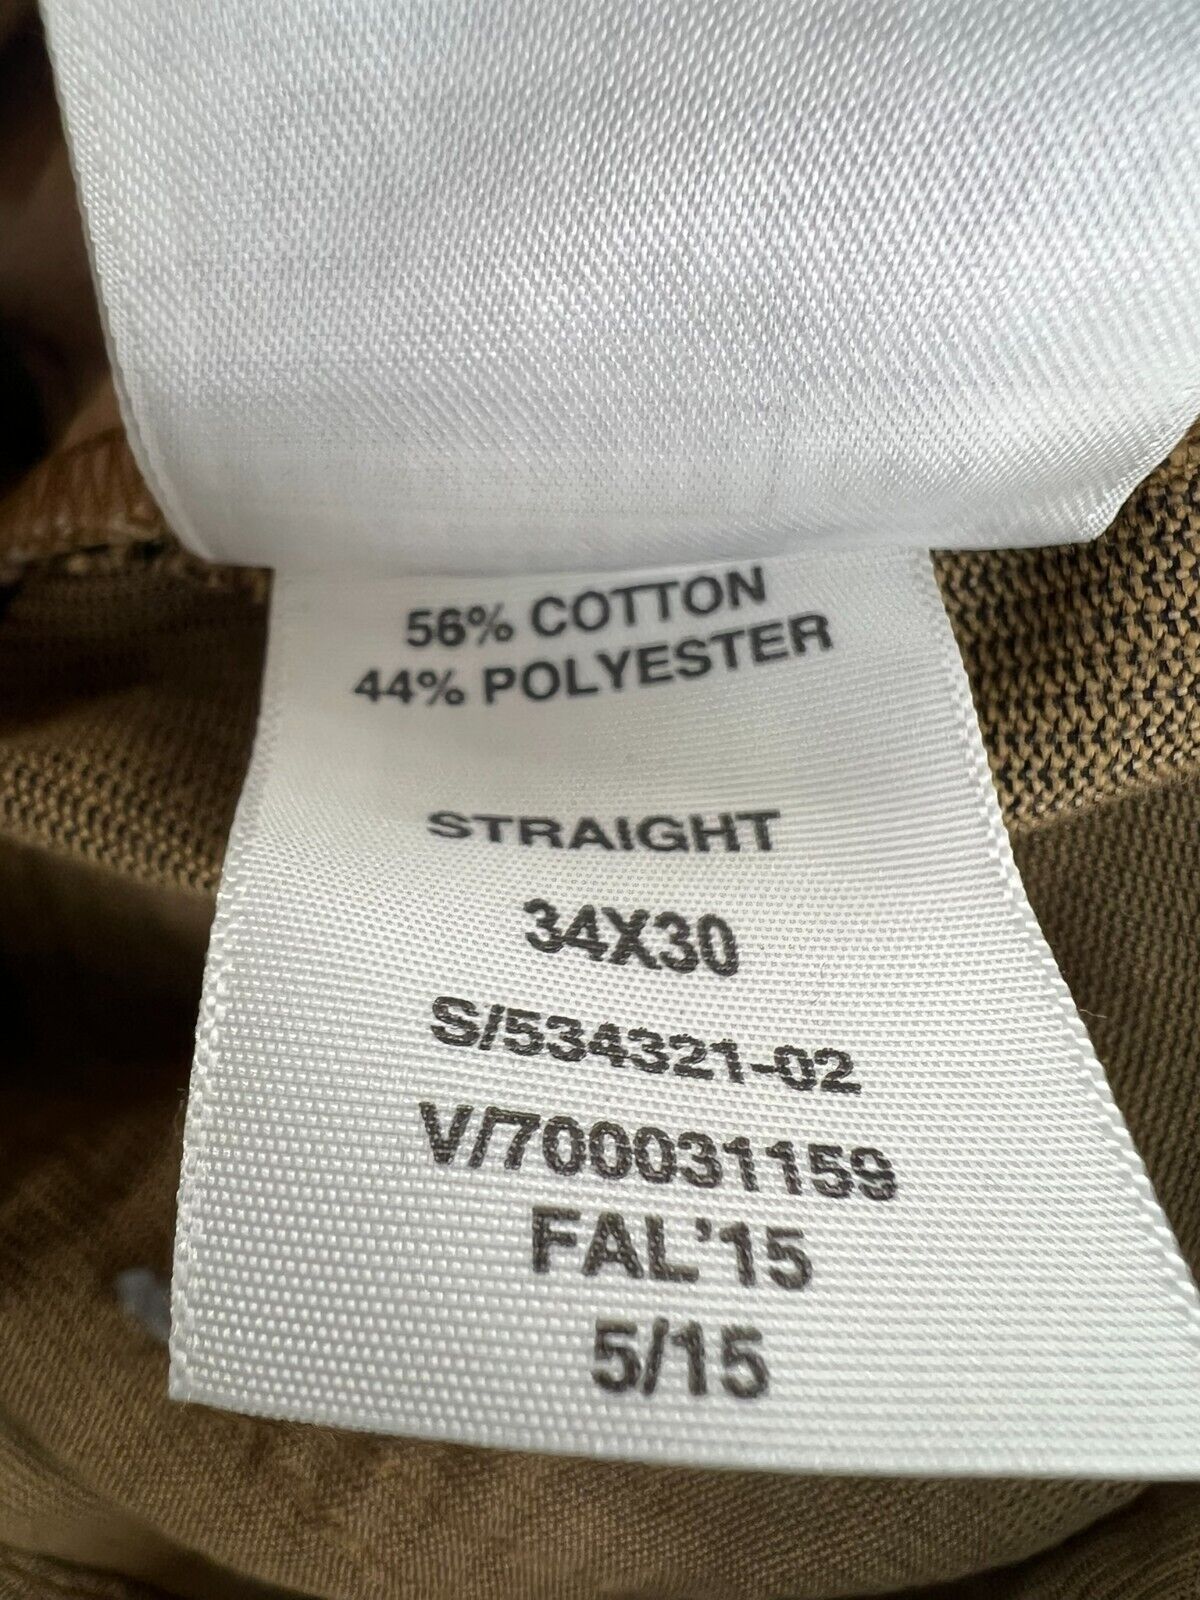 56% COTTON
44% POLYESTER
STRAIGHT
34X30
S/534321-02
V/700031159
FAL'15
5/15